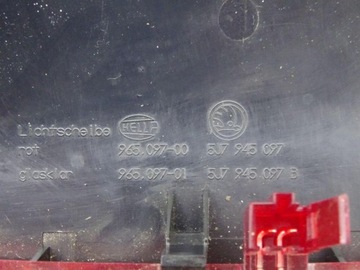 Lichtscheibe HELLA
rot 965.097-00 5J7 945 097
glasklar 965.097-01 5J7 945 097 B